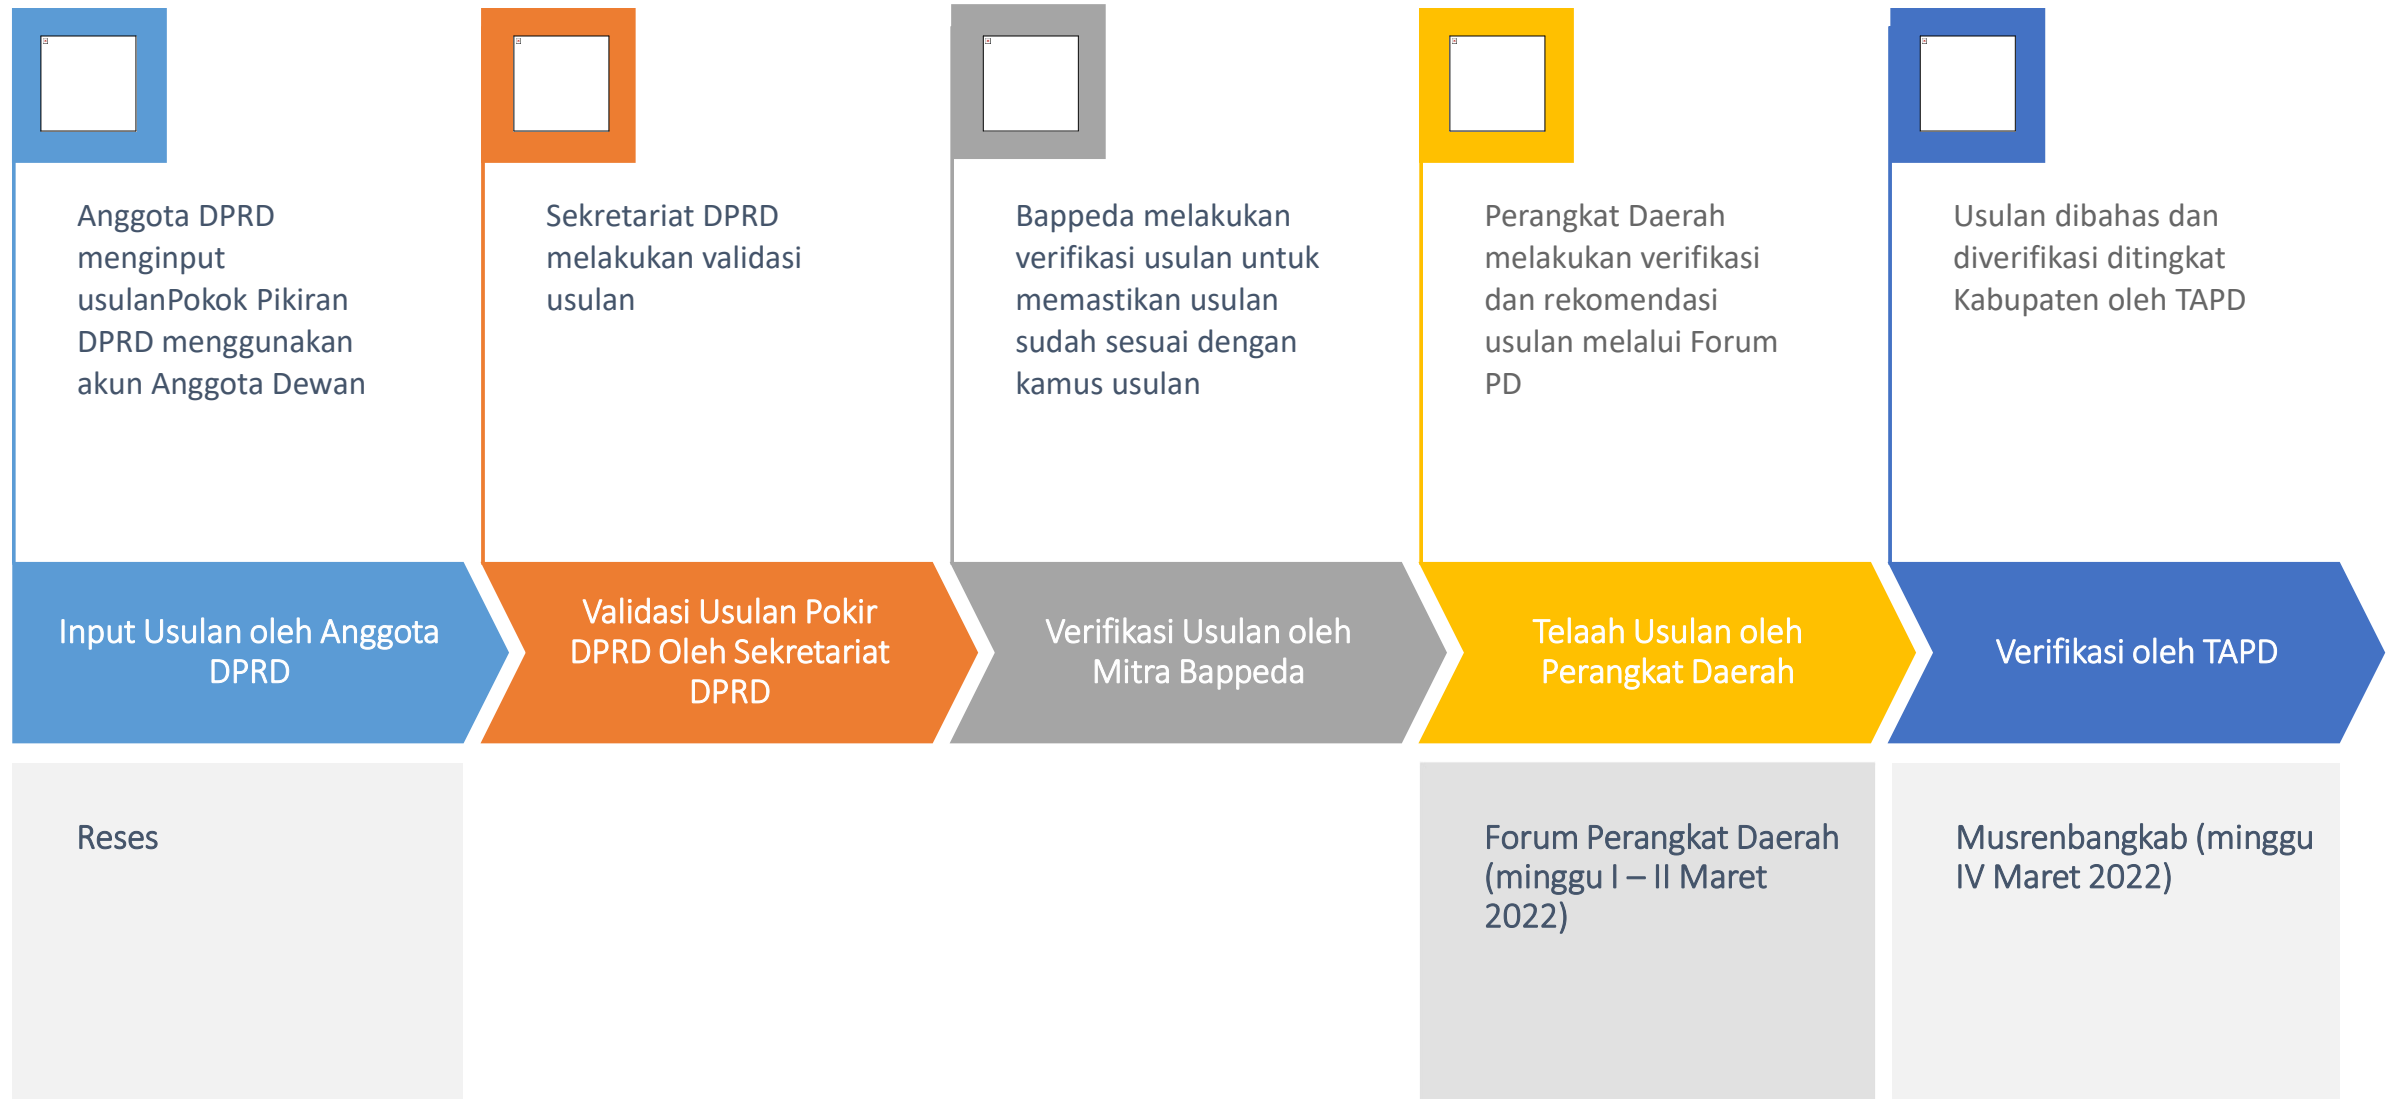 Anggota DPRD
menginput
usulanPokok Pikiran
DPRD menggunakan
akun Anggota Dewan
Sekretariat DPRD
melakukan validasi
usulan
Bappeda melakukan
verifikasi usulan untuk
memastikan usulan
sudah sesuai dengan
kamus usulan
Perangkat Daerah
melakukan verifikasi
dan rekomendasi
usulan melalui Forum
PD
Usulan dibahas dan
diverifikasi ditingkat
Kabupaten oleh TAPD
Input Usulan oleh Anggota
DPRD
Validasi Usulan Pokir
DPRD Oleh Sekretariat
DPRD
Verifikasi Usulan oleh
Mitra Bappeda
Telaah Usulan oleh
Perangkat Daerah
Verifikasi oleh TAPD
Reses
Forum Perangkat Daerah
(minggu I – II Maret
2022)
Musrenbangkab (minggu
IV Maret 2022)